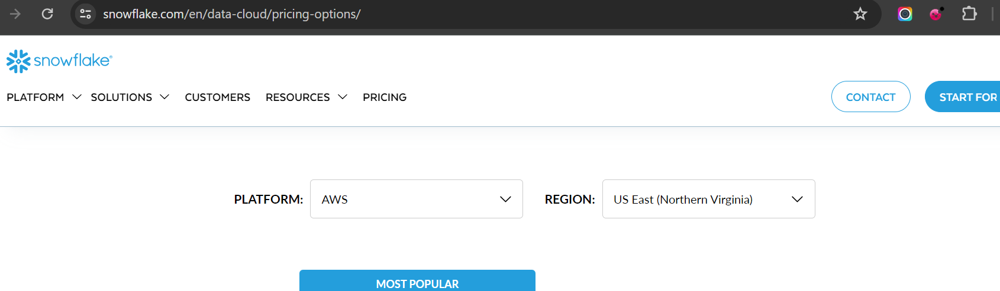 snowflake.com/en/data-cloud/pricing-options/
snowflake®
PLATFORM SOLUTIONS CUSTOMERS RESOURCES PRICING CONTACT START FOR
PLATFORM: AWS REGION: US East (Northern Virginia)
MOST POPULAR